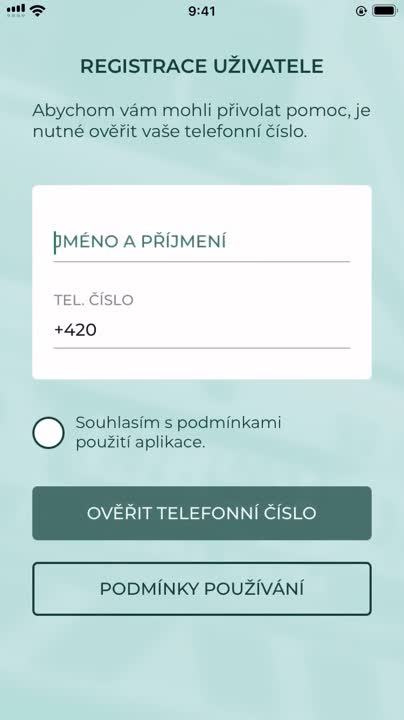 9:41
REGISTRACE UŽIVATELE
Abychom vám mohli přivolat pomoc, je
nutné ověřit vaše telefonní číslo.
JMÉNO A PŘÍJMENÍ
TEL. ČÍSLO
+420
Souhlasím s podmínkami
použití aplikace.
OVĚŘIT TELEFONNÍ ČÍSLO
PODMÍNKY POUŽÍVÁNÍ